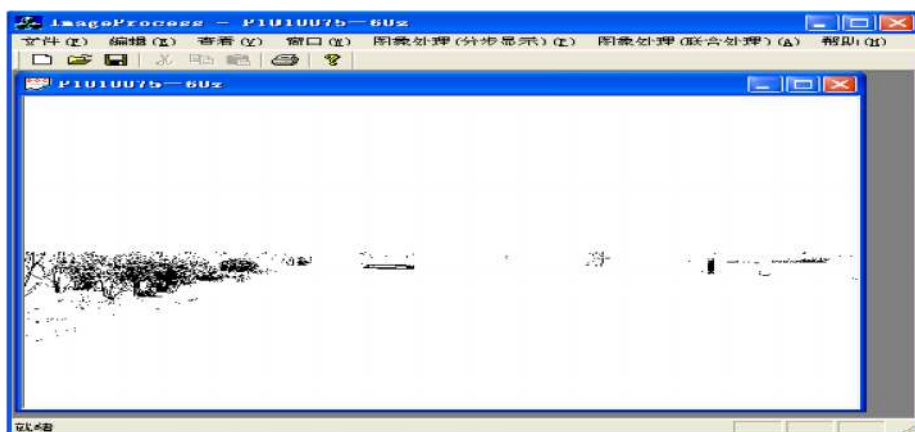 ImageProcess - P1010075-60z
文件(F) 编辑(E) 查看(V) 窗口(W) 图象处理(分步显示)(I) 图象处理(联合处理)(A) 帮助(H)
P1010075-60z
就绪